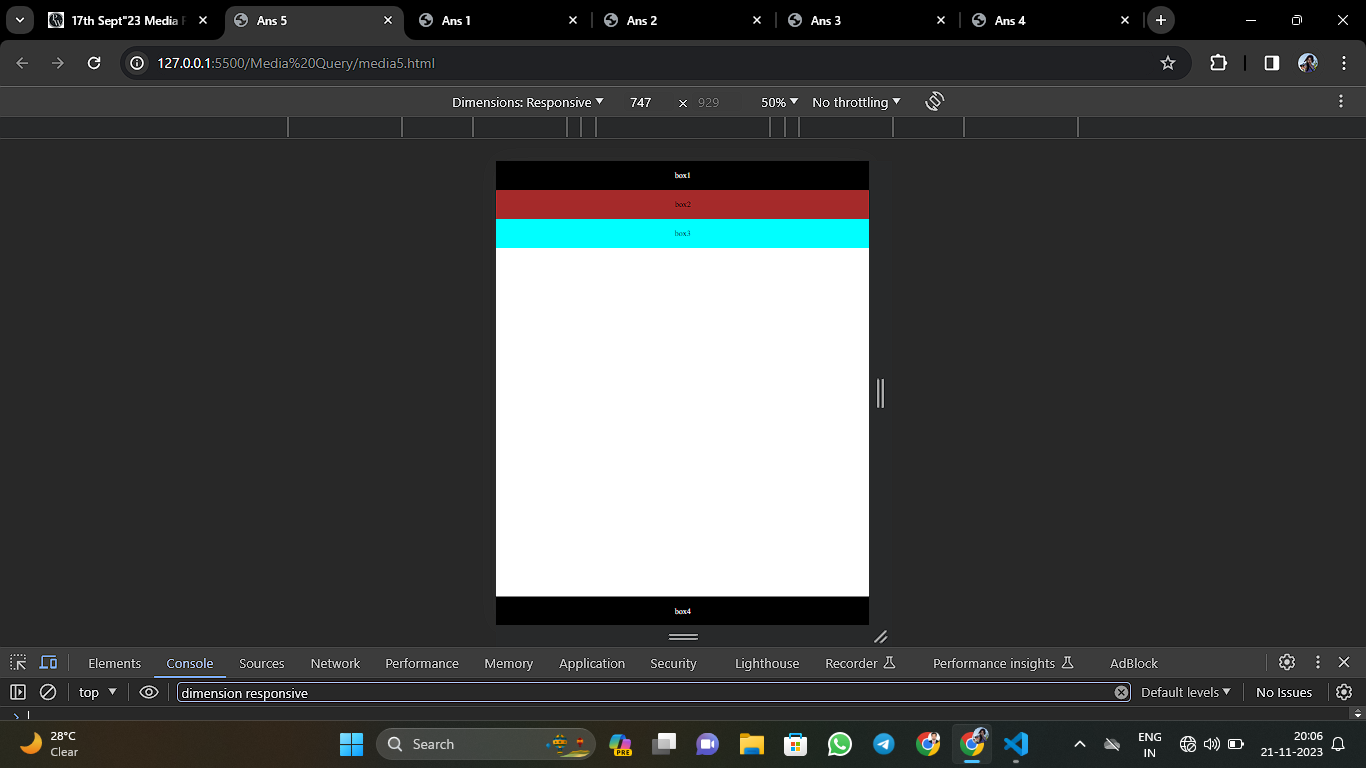 17th Sept"23 Media
Ans 5
Ans 1
Ans 2
Ans 3
Ans 4
127.0.0.1:5500/Media%20Query/media5.html
Dimensions: Responsive 747 × 929 50% No throttling
box1
box2
box3
box4
Elements Console Sources Network Performance Memory Application Security Lighthouse Recorder Performance insights AdBlock
top dimension responsive Default levels No Issues
28°C
Clear
Search
PRE
ENG
IN
20:06
21-11-2023